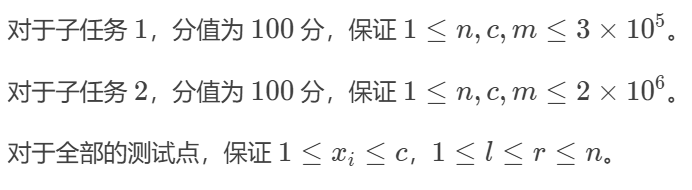 对于子任务 1，分值为 100 分，保证 1 ≤ n, c, m ≤ 3 × 10⁵。
对于子任务 2，分值为 100 分，保证 1 ≤ n, c, m ≤ 2 × 10⁶。
对于全部的测试点，保证 1 ≤ xᵢ ≤ c，1 ≤ l ≤ r ≤ n。